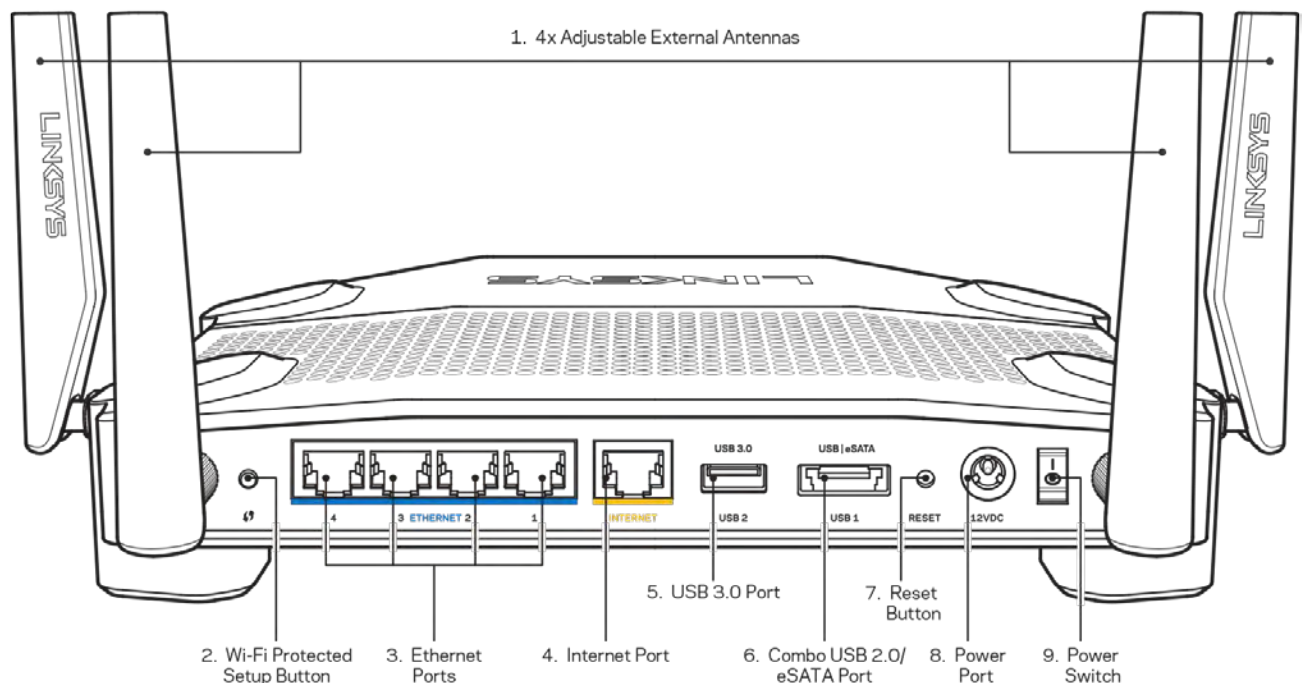 1. 4x Adjustable External Antennas
LINKSYS
LINKSYS
LINKSYS
USB 3.0
USB | eSATA
4
3
ETHERNET
2
1
INTERNET
USB 2
USB 1
RESET
12VDC
5. USB 3.0 Port
7. Reset
Button
2. Wi-Fi Protected
Setup Button
3. Ethernet
Ports
4. Internet Port
6. Combo USB 2.0/
eSATA Port
8. Power
Port
9. Power
Switch